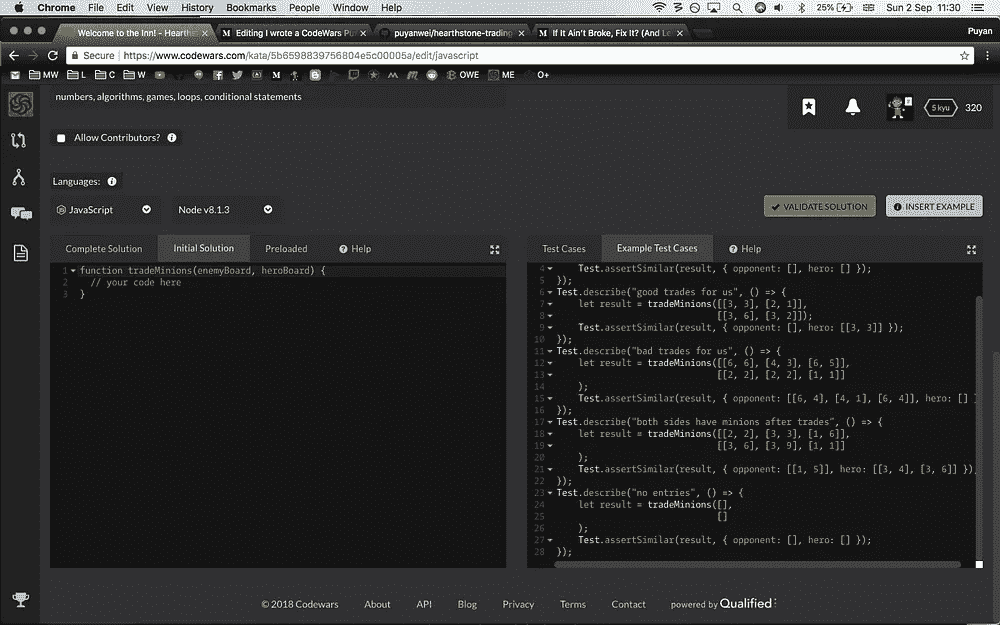 Chrome File Edit View History Bookmarks People Window Help 25% Sun 2 Sep 11:30
Welcome to the Inn! - Hearths × Editing I wrote a CodeWars Pu × puyanwei/hearthstone-trading × If It Ain't Broke, Fix It? (And Le × Puyan
Secure https://www.codewars.com/kata/5b6598839756804e5c00005a/edit/javascript
MW L C W OWE ME O+
numbers, algorithms, games, loops, conditional statements
5 kyu 320
Allow Contributors?
Languages:
JavaScript Node v8.1.3 VALIDATE SOLUTION INSERT EXAMPLE
Complete Solution Initial Solution Preloaded Help
1 function tradeMinions(enemyBoard, heroBoard) {
2 // your code here
3 }
Test Cases Example Test Cases Help
4 Test.assertSimilar(result, { opponent: [], hero: [] });
5 });
6 Test.describe("good trades for us", () => {
7 let result = tradeMinions([[3, 3], [2, 1]],
8 [[3, 6], [3, 2]]);
9 Test.assertSimilar(result, { opponent: [], hero: [[3, 3]] });
10 });
11 Test.describe("bad trades for us", () => {
12 let result = tradeMinions([[6, 6], [4, 3], [6, 5]],
13 [[2, 2], [2, 2], [1, 1]]
14 );
15 Test.assertSimilar(result, { opponent: [[6, 4], [4, 1], [6, 4]], hero: []
16 });
17 Test.describe("both sides have minions after trades", () => {
18 let result = tradeMinions([[2, 2], [3, 3], [1, 6]],
19 [[3, 6], [3, 9], [1, 1]]
20 );
21 Test.assertSimilar(result, { opponent: [[1, 5]], hero: [[3, 4], [3, 6]] });
22 });
23 Test.describe("no entries", () => {
24 let result = tradeMinions([],
25 []
26 );
27 Test.assertSimilar(result, { opponent: [], hero: [] });
28 });
© 2018 Codewars About API Blog Privacy Terms Contact powered by Qualified